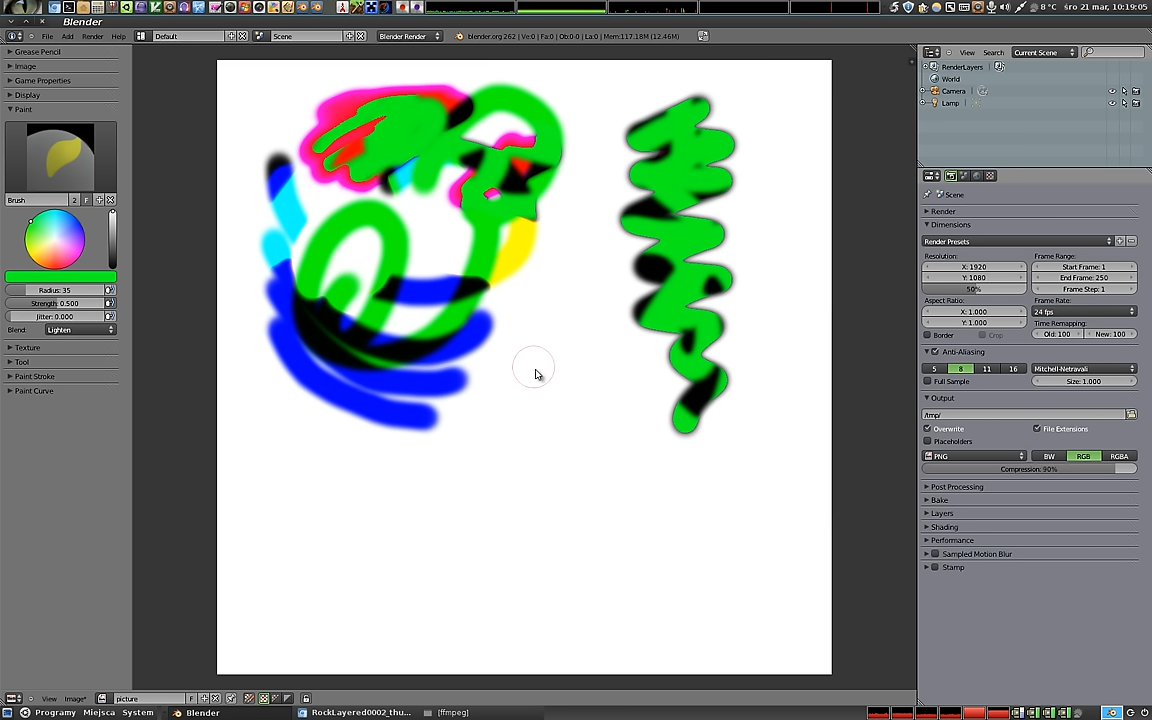 8 °C śro 21 mar, 10:19:05
Blender
File Add Render Help Default Scene Blender Render blender.org 262 | Ve:0 | Fa:0 | Ob:0-0 | La:0 | Mem:117.18M (12.46M) View Search Current Scene
Grease Pencil
Image
Game Properties
Display
Paint
Brush 2 F
Radius: 35
Strength: 0.500
Jitter: 0.000
Blend: Lighten
Texture
Tool
Paint Stroke
Paint Curve
RenderLayers
World
Camera
Lamp
Scene
Render
Dimensions
Render Presets
Resolution: Frame Range:
X: 1920 Start Frame: 1
Y: 1080 End Frame: 250
50% Frame Step: 1
Aspect Ratio: Frame Rate:
X: 1.000 24 fps
Y: 1.000 Time Remapping:
Border Crop Old: 100 New: 100
Anti-Aliasing
5 8 11 16 Mitchell-Netravali
Full Sample Size: 1.000
Output
/tmp/
Overwrite File Extensions
Placeholders
PNG BW RGB RGBA
Compression: 90%
Post Processing
Bake
Layers
Shading
Performance
Sampled Motion Blur
Stamp
View Image* picture F
Programy Miejsca System Blender RockLayered0002_thu... [ffmpeg]